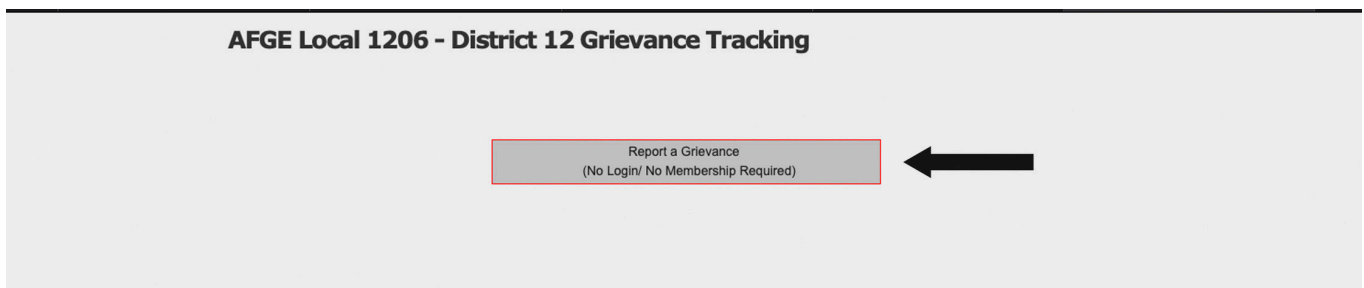 AFGE Local 1206 - District 12 Grievance Tracking
Report a Grievance
(No Login/ No Membership Required)